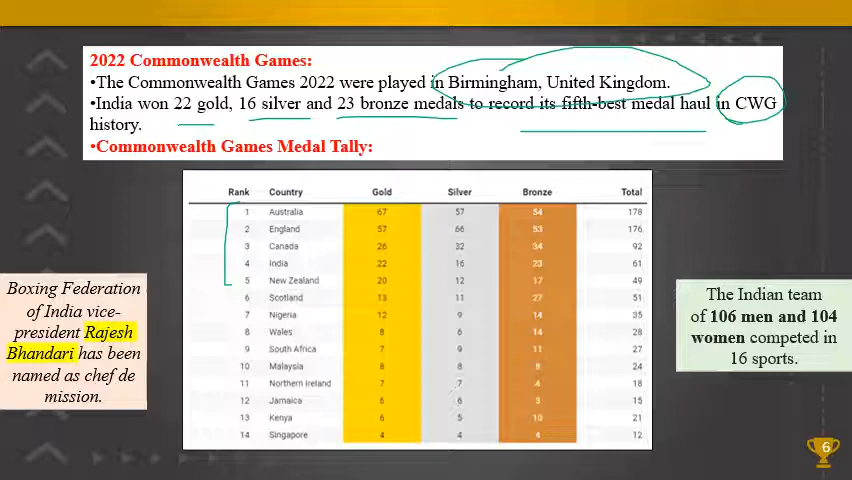 2022 Commonwealth Games:
•The Commonwealth Games 2022 were played in Birmingham, United Kingdom.
•India won 22 gold, 16 silver and 23 bronze medals to record its fifth-best medal haul in CWG
history.
•Commonwealth Games Medal Tally:
Rank Country Gold Silver Bronze Total
1 Australia 67 57 54 178
2 England 57 66 53 176
3 Canada 26 32 34 92
4 India 22 16 23 61
5 New Zealand 20 12 17 49
6 Scotland 13 11 27 51
7 Nigeria 12 9 14 35
8 Wales 8 6 14 28
9 South Africa 7 9 11 27
10 Malaysia 8 8 8 24
11 Northern Ireland 7 7 4 18
12 Jamaica 6 6 3 15
13 Kenya 6 5 10 21
14 Singapore 4 4 4 12
Boxing Federation
of India vice-
president Rajesh
Bhandari has been
named as chef de
mission.
The Indian team
of 106 men and 104
women competed in
16 sports.
6